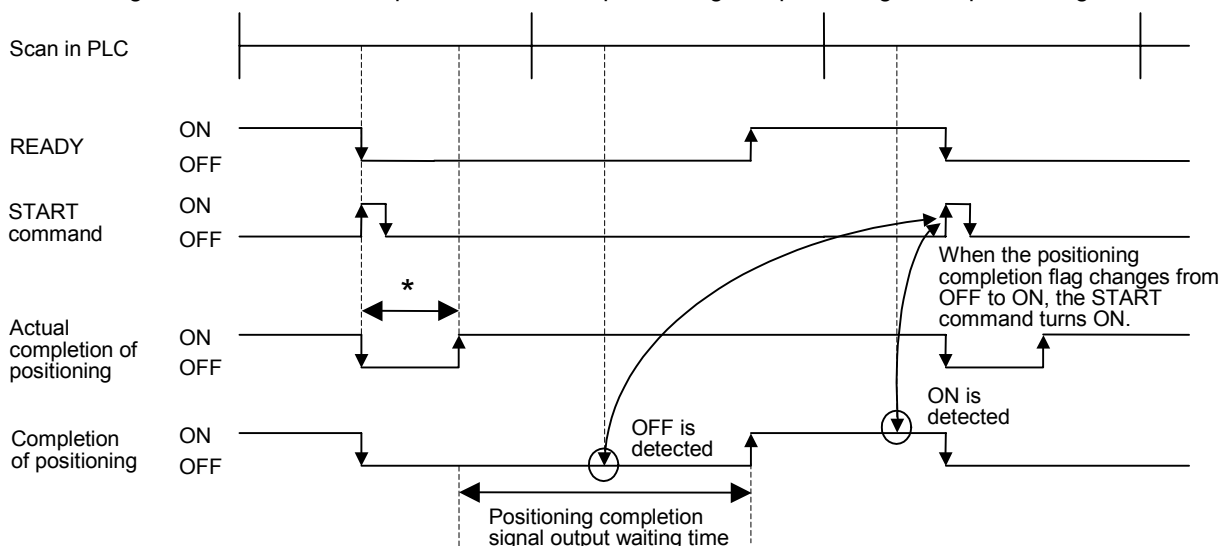 Scan in PLC
READY
ON
OFF
START
command
ON
OFF
When the positioning
completion flag changes from
OFF to ON, the START
command turns ON.
*
Actual
completion of
positioning
ON
OFF
ON is
detected
OFF is
detected
Completion
of positioning
ON
OFF
Positioning completion
signal output waiting time